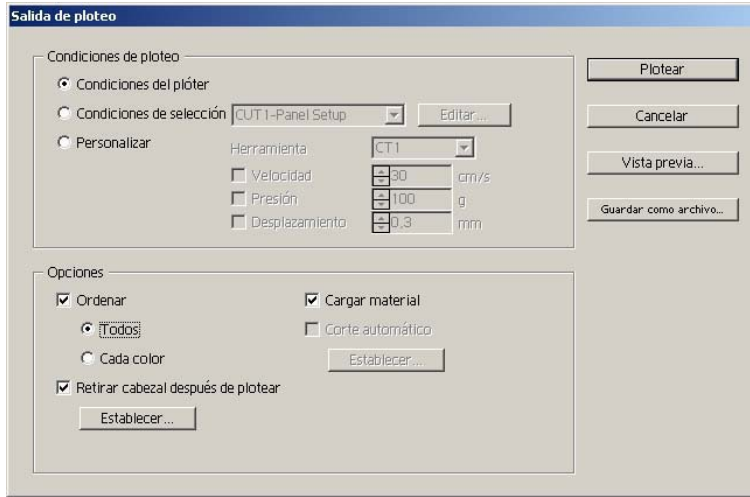 Salida de ploteo
Condiciones de ploteo
Condiciones del plóter
Condiciones de selección CUT1-Panel Setup Editar...
Personalizar
Herramienta CT1
Velocidad 30 cm/s
Presión 100 g
Desplazamiento 0,3 mm
Plotear
Cancelar
Vista previa...
Guardar como archivo...
Opciones
Ordenar
Todos
Cada color
Retirar cabezal después de plotear
Establecer...
Cargar material
Corte automático
Establecer....